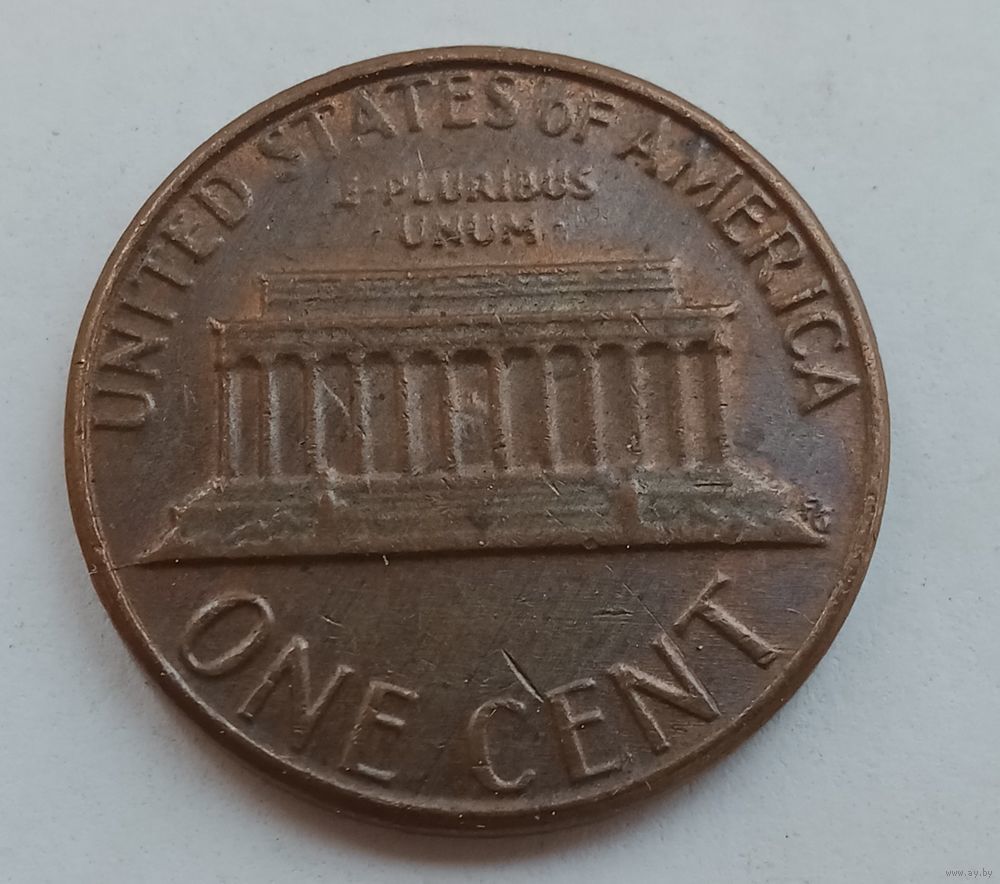 UNITED STATES OF AMERICA
E·PLURIBUS
UNUM
ONE CENT
www.ay.by